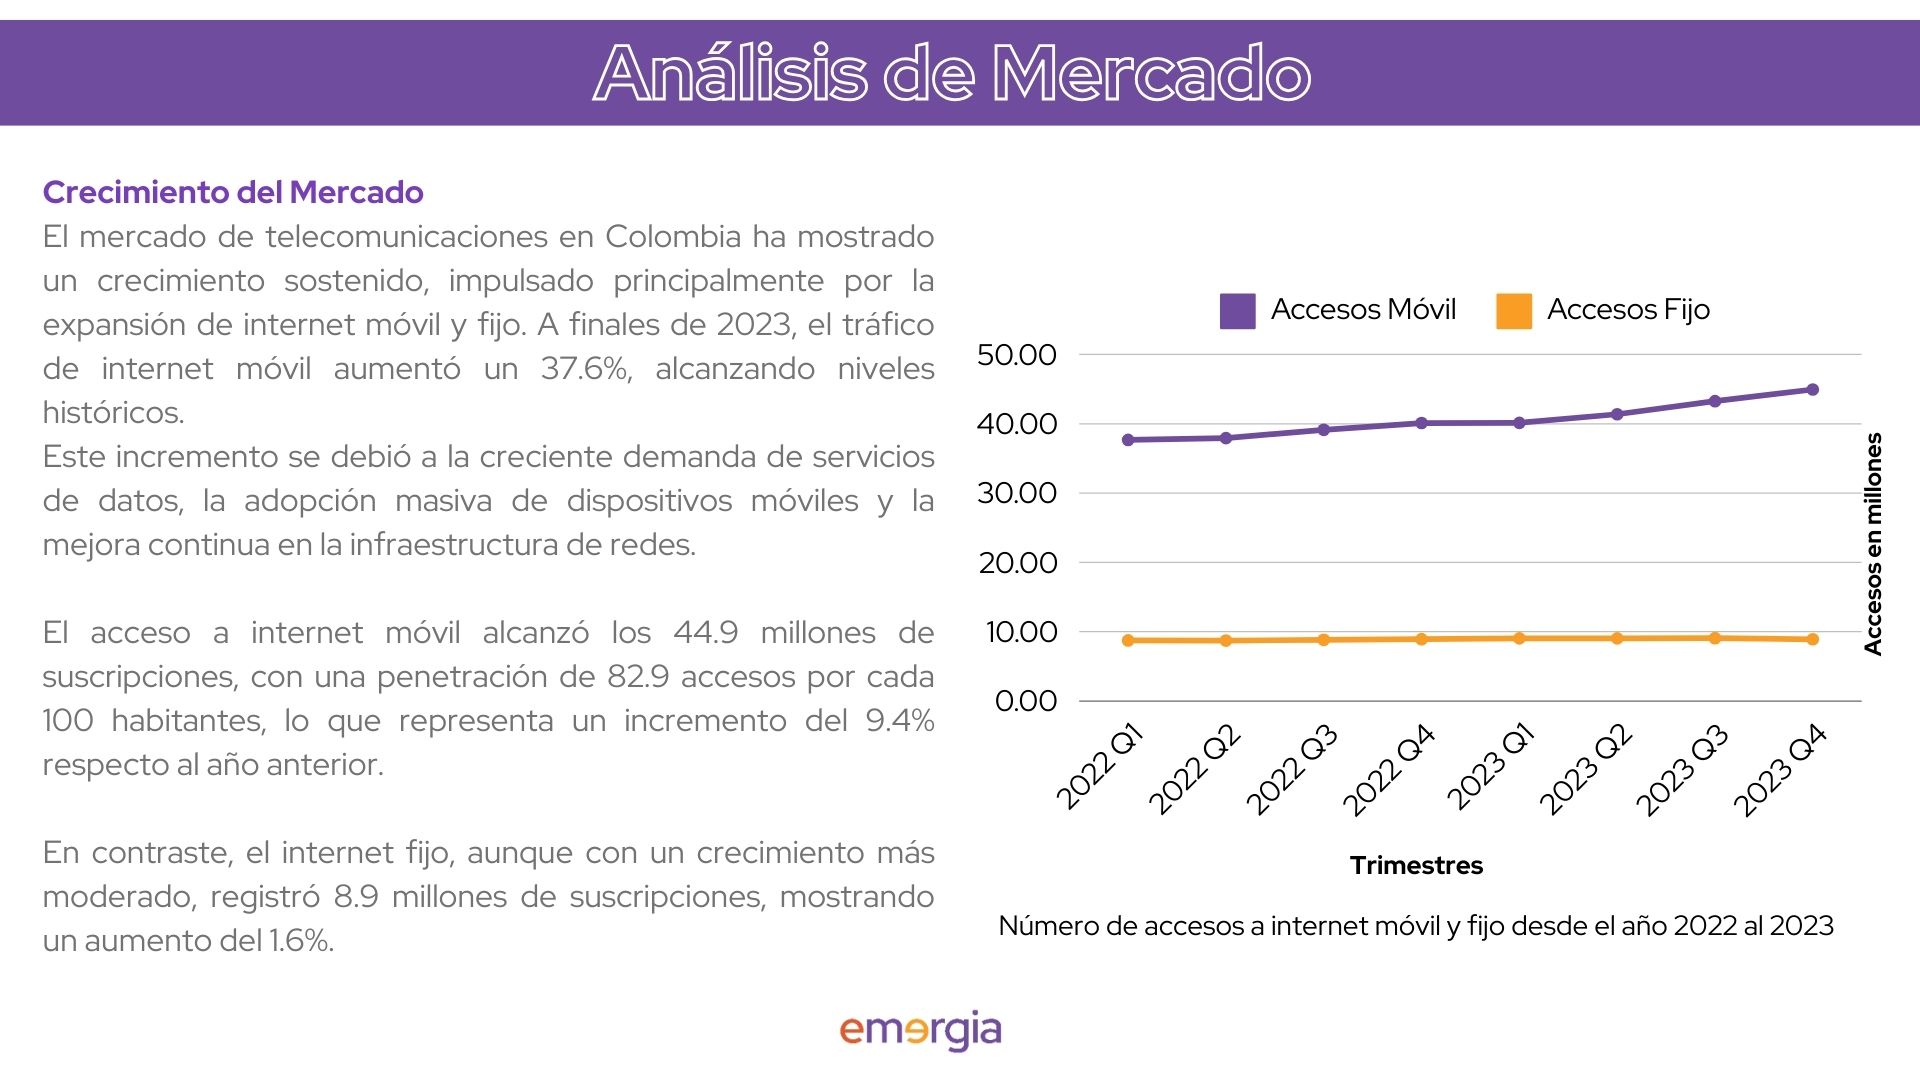 Análisis de Mercado
Crecimiento del Mercado
El mercado de telecomunicaciones en Colombia ha mostrado
un crecimiento sostenido, impulsado principalmente por la
expansión de internet móvil y fijo. A finales de 2023, el tráfico
de internet móvil aumentó un 37.6%, alcanzando niveles
históricos.
Este incremento se debió a la creciente demanda de servicios
de datos, la adopción masiva de dispositivos móviles y la
mejora continua en la infraestructura de redes.
El acceso a internet móvil alcanzó los 44.9 millones de
suscripciones, con una penetración de 82.9 accesos por cada
100 habitantes, lo que representa un incremento del 9.4%
respecto al año anterior.
En contraste, el internet fijo, aunque con un crecimiento más
moderado, registró 8.9 millones de suscripciones, mostrando
un aumento del 1.6%.
Accesos Móvil
Accesos Fijo
50.00
40.00
30.00
20.00
10.00
0.00
Accesos en millones
2022 Q1
2022 Q2
2022 Q3
2022 Q4
2023 Q1
2023 Q2
2023 Q3
2023 Q4
Trimestres
Número de accesos a internet móvil y fijo desde el año 2022 al 2023
emergia